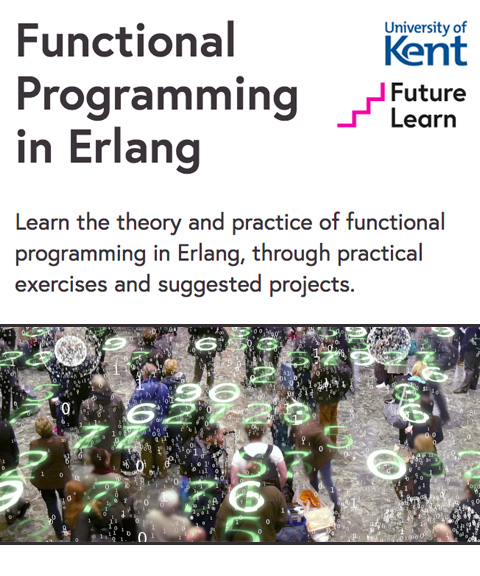 Functional
Programming
in Erlang
University of
Kent
Future
Learn
Learn the theory and practice of functional
programming in Erlang, through practical
exercises and suggested projects.